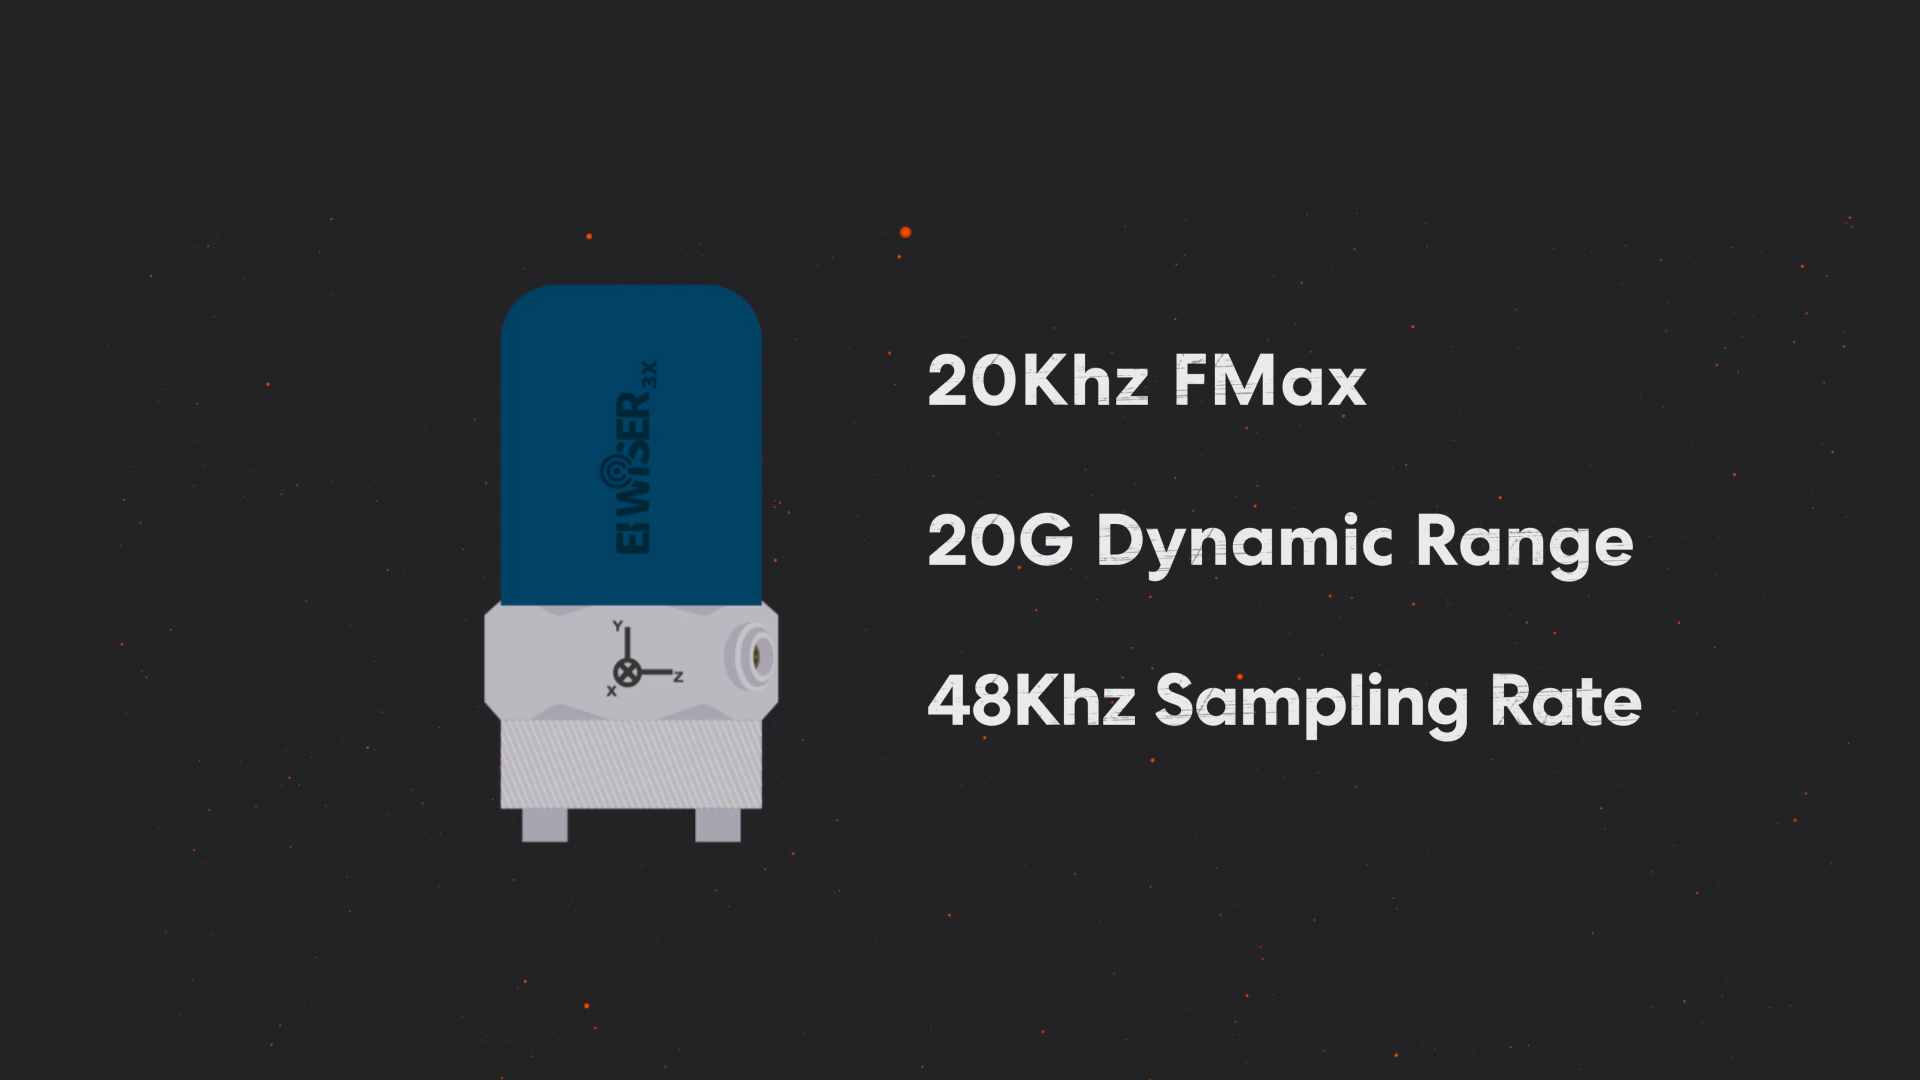 EI-WiSER 3X
Y
X
Z
20Khz FMax
20G Dynamic Range
48Khz Sampling Rate